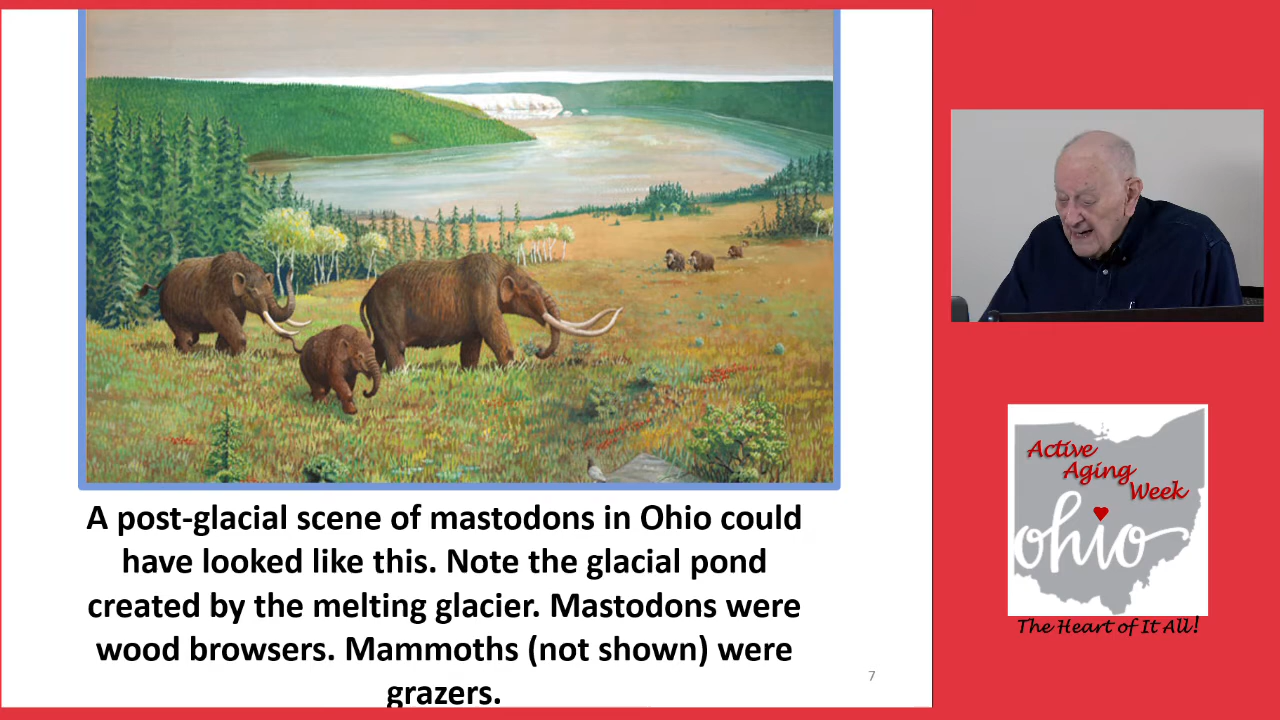 A post-glacial scene of mastodons in Ohio could
have looked like this. Note the glacial pond
created by the melting glacier. Mastodons were
wood browsers. Mammoths (not shown) were
grazers.
7
Active
Aging
Week
ohio
The Heart of It All!